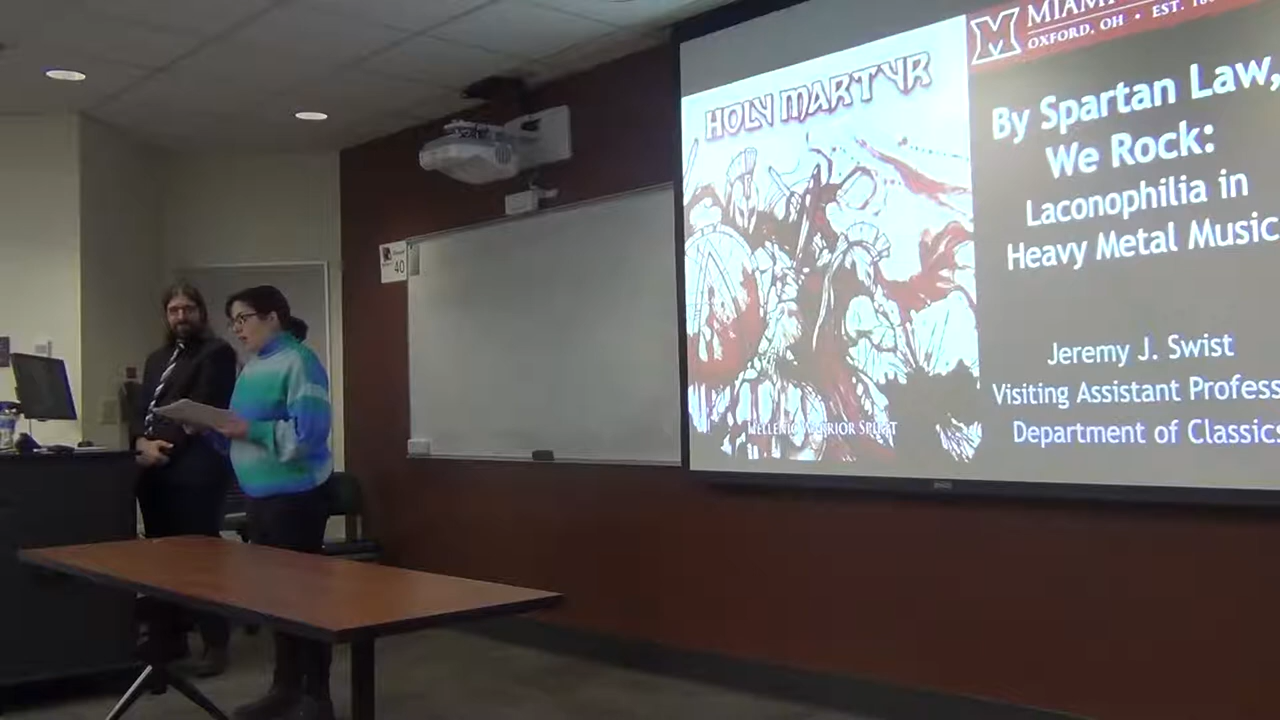 HOLY MARTYR
HELLENIC WARRIOR SPIRIT
MIAMI
OXFORD, OH • EST. 18
By Spartan Law,
We Rock:
Laconophilia in
Heavy Metal Music
Jeremy J. Swist
Visiting Assistant Profess
Department of Classics
40